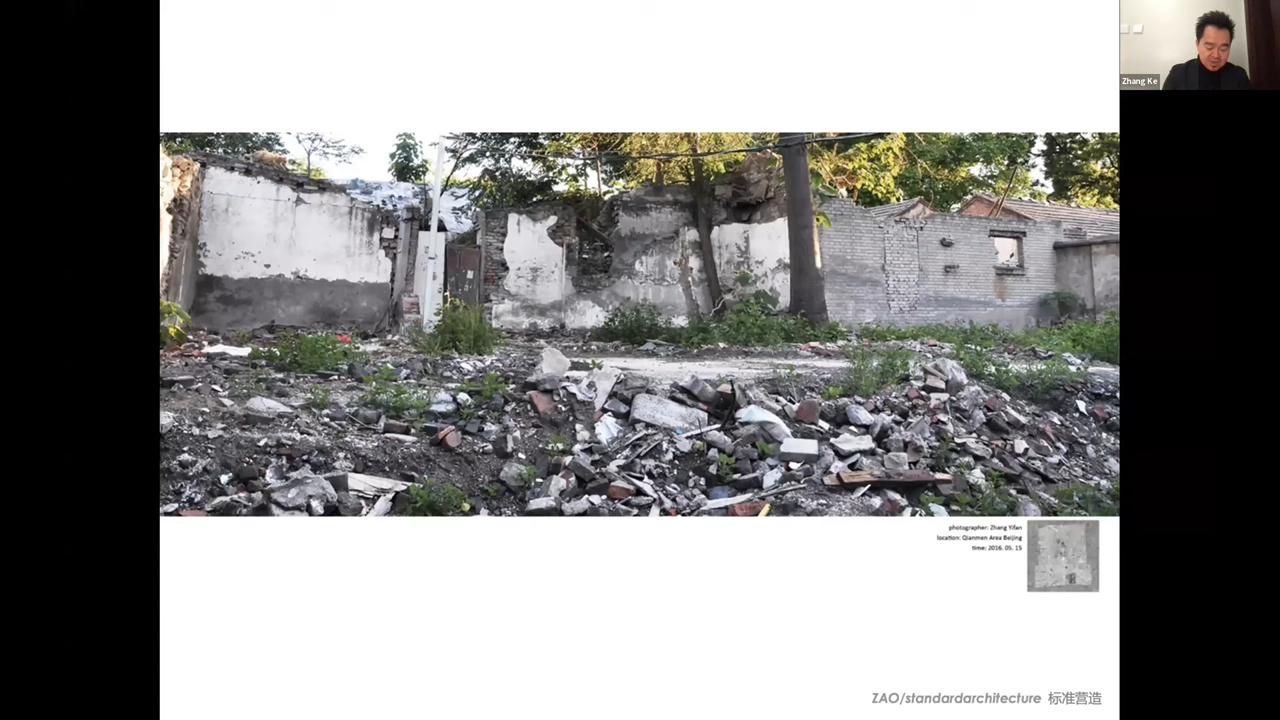 Zhang Ke
photographer: Zhang Yifan
location: Qianmen Area Beijing
time: 2016. 05. 15
ZAO/standardarchitecture 标准营造